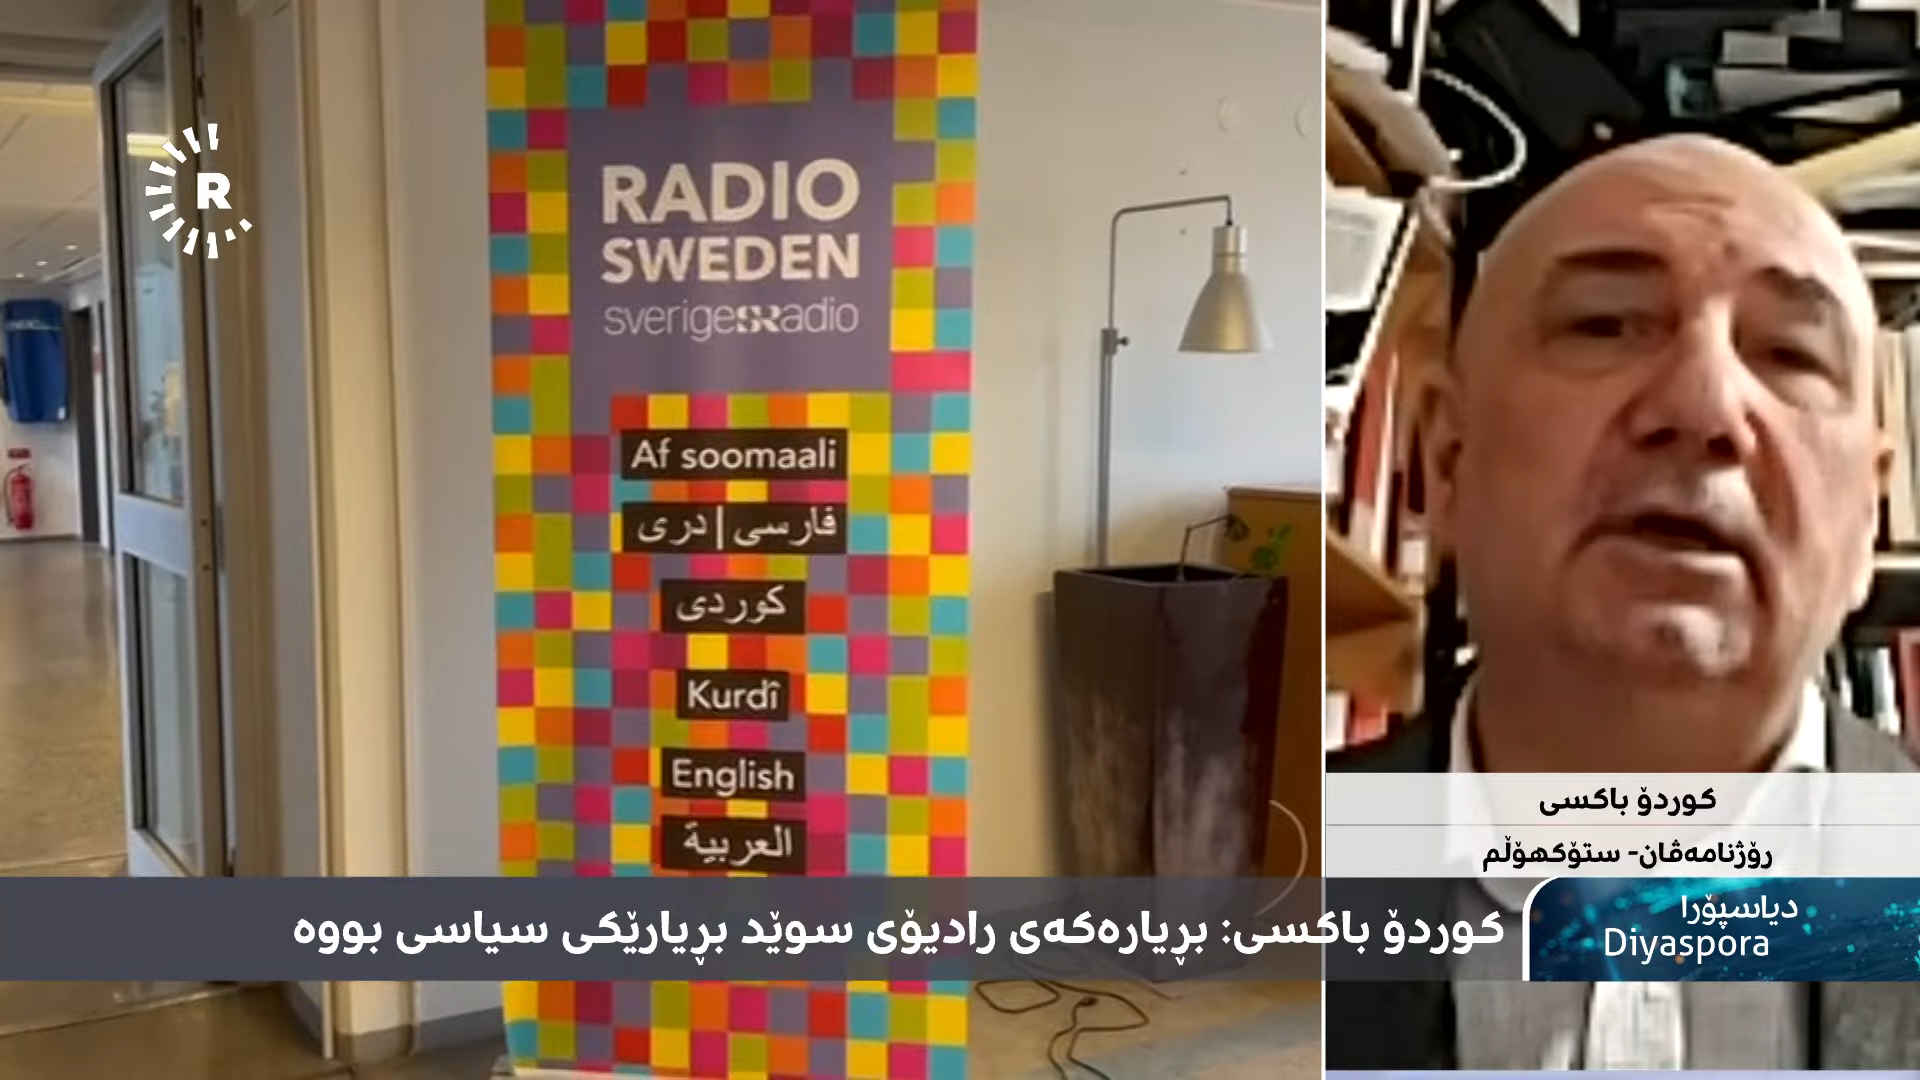 R
RADIO
SWEDEN
sverigesRadio
Af soomaali
فارسی | دری
کوردی
Kurdî
English
العربية
کوردۆ باکسی
رۆژنامەڤان- ستۆکهۆڵم
کوردۆ باکسی: بڕیارەکەی رادیۆی سوێد بڕیارێکی سیاسی بووە
دیاسپۆرا
Diyaspora